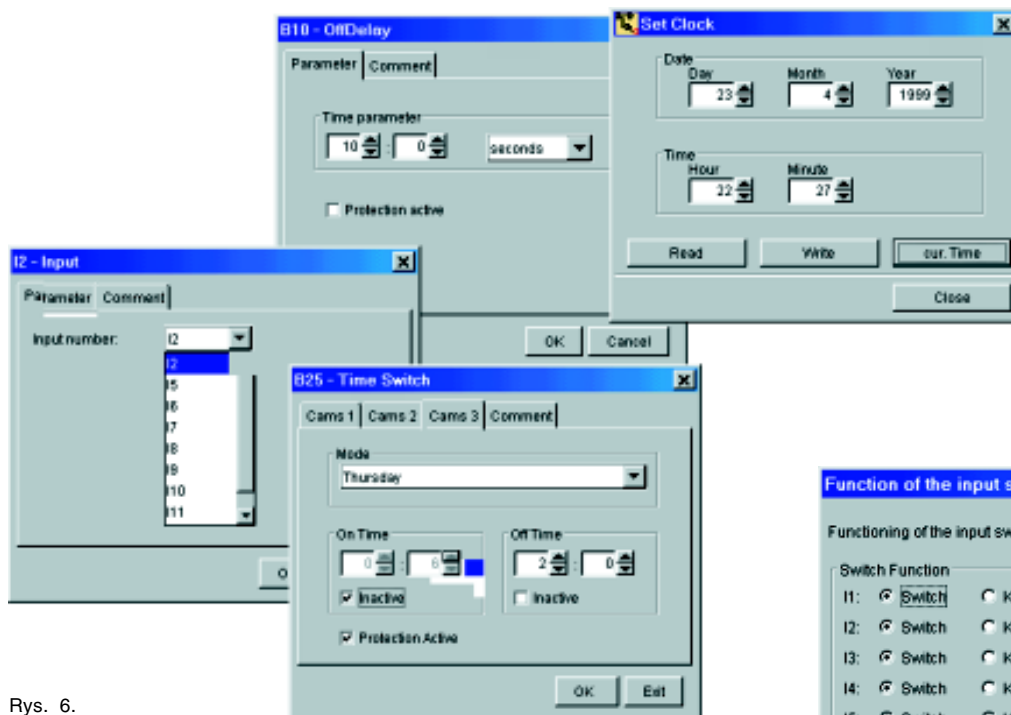 B10 - OffDelay
Parameter Comment
Time parameter
10 : 0 seconds
Protection active
OK Cancel
Set Clock
Date
Day Month Year
23 4 1999
Time
Hour Minute
22 27
Read Write cur. Time
Close
I2 - Input
Parameter Comment
Input number: I2
I2
I5
I6
I7
I8
I9
I10
I11
O
B25 - Time Switch
Cams 1 Cams 2 Cams 3 Comment
Mode
Thursday
On Time Off Time
0 : 6 2 : 0
Inactive Inactive
Protection Active
OK Exit
Function of the input s
Functioning of the input sw
Switch Function
I1: Switch K
I2: Switch K
I3: Switch K
I4: Switch K
Rys. 6.